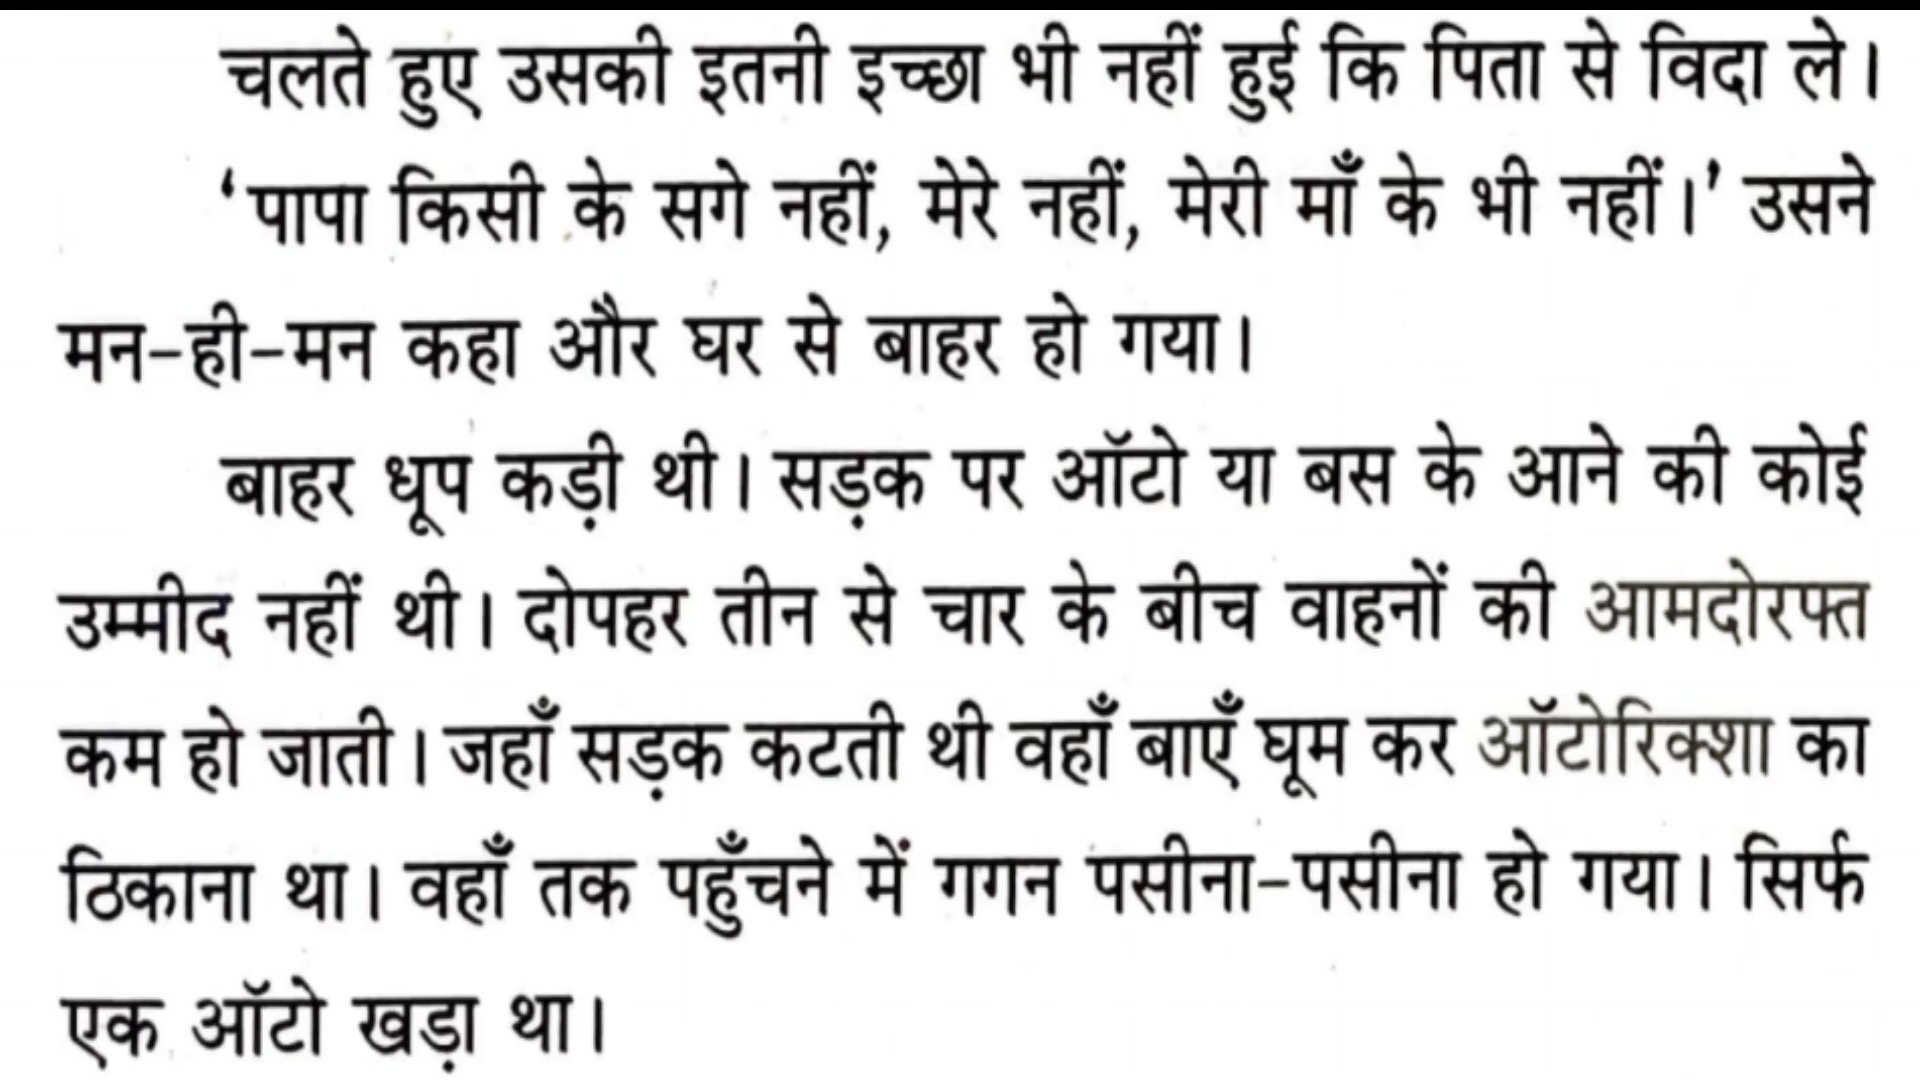 चलते हुए उसकी इतनी इच्छा भी नहीं हुई कि पिता से विदा ले।
‘पापा किसी के सगे नहीं, मेरे नहीं, मेरी माँ के भी नहीं।’ उसने
मन-ही-मन कहा और घर से बाहर हो गया।
बाहर धूप कड़ी थी। सड़क पर ऑटो या बस के आने की कोई
उम्मीद नहीं थी। दोपहर तीन से चार के बीच वाहनों की आमदोरफ्त
कम हो जाती। जहाँ सड़क कटती थी वहाँ बाएँ घूम कर ऑटोरिक्शा का
ठिकाना था। वहाँ तक पहुँचने में गगन पसीना-पसीना हो गया। सिर्फ
एक ऑटो खड़ा था।